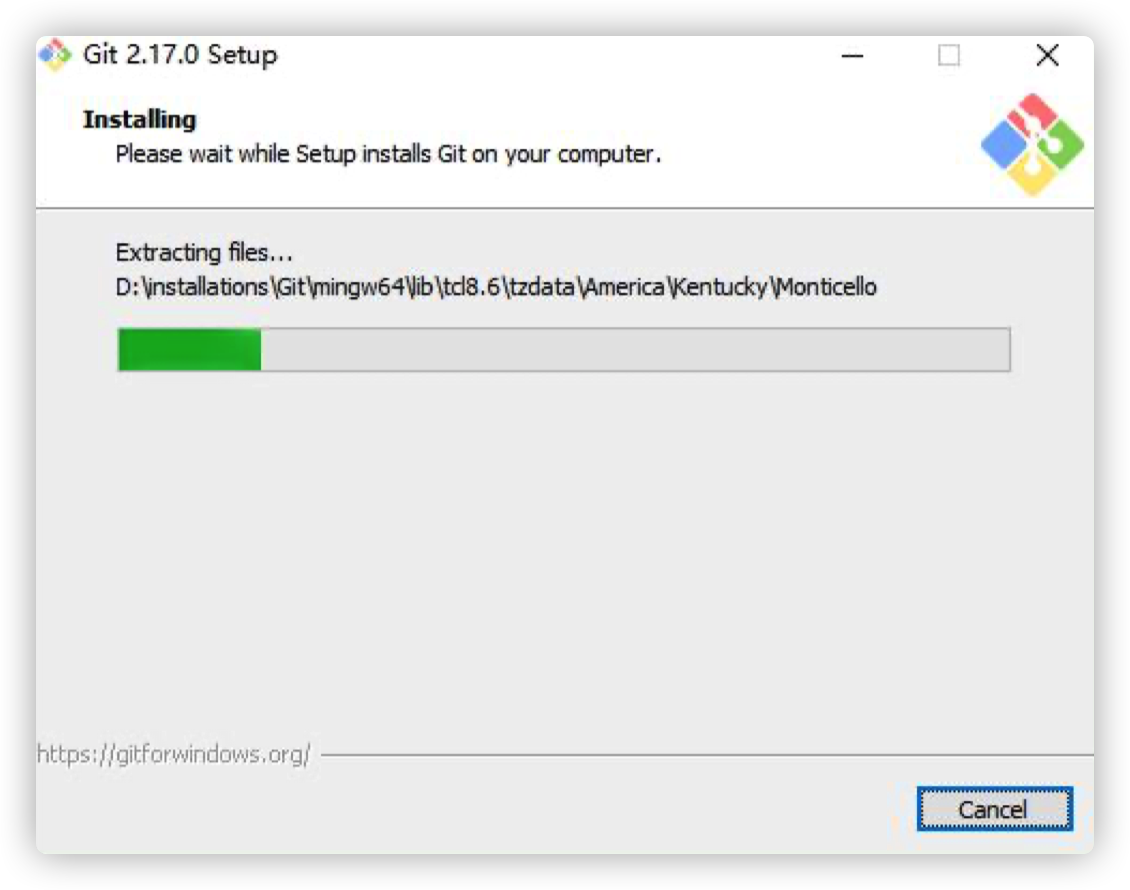 Git 2.17.0 Setup
Installing
Please wait while Setup installs Git on your computer.
Extracting files...
D:\installations\Git\mingw64\lib\tcl8.6\tzdata\America\Kentucky\Monticello
https://gitforwindows.org/
Cancel